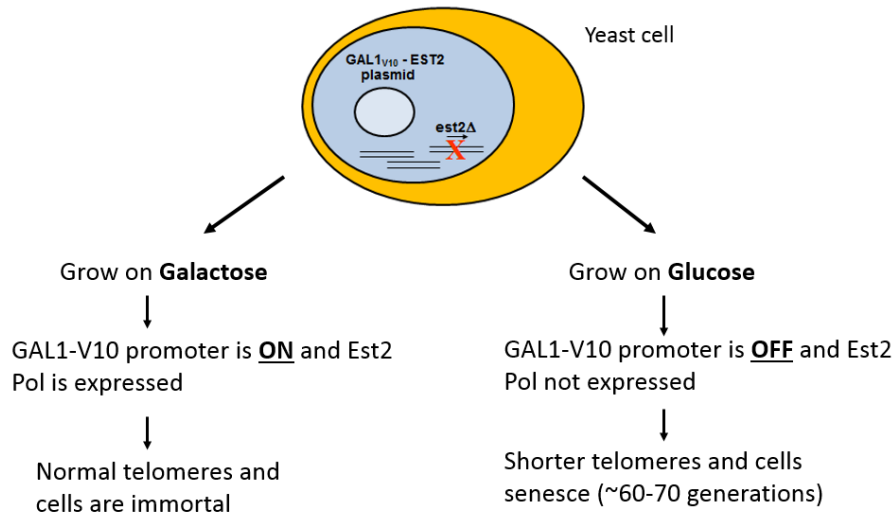 Yeast cell
GAL1V10 - EST2
plasmid
est2Δ
X
Grow on Galactose
GAL1-V10 promoter is ON and Est2
Pol is expressed
Normal telomeres and
cells are immortal
Grow on Glucose
GAL1-V10 promoter is OFF and Est2
Pol not expressed
Shorter telomeres and cells
senesce (~60-70 generations)